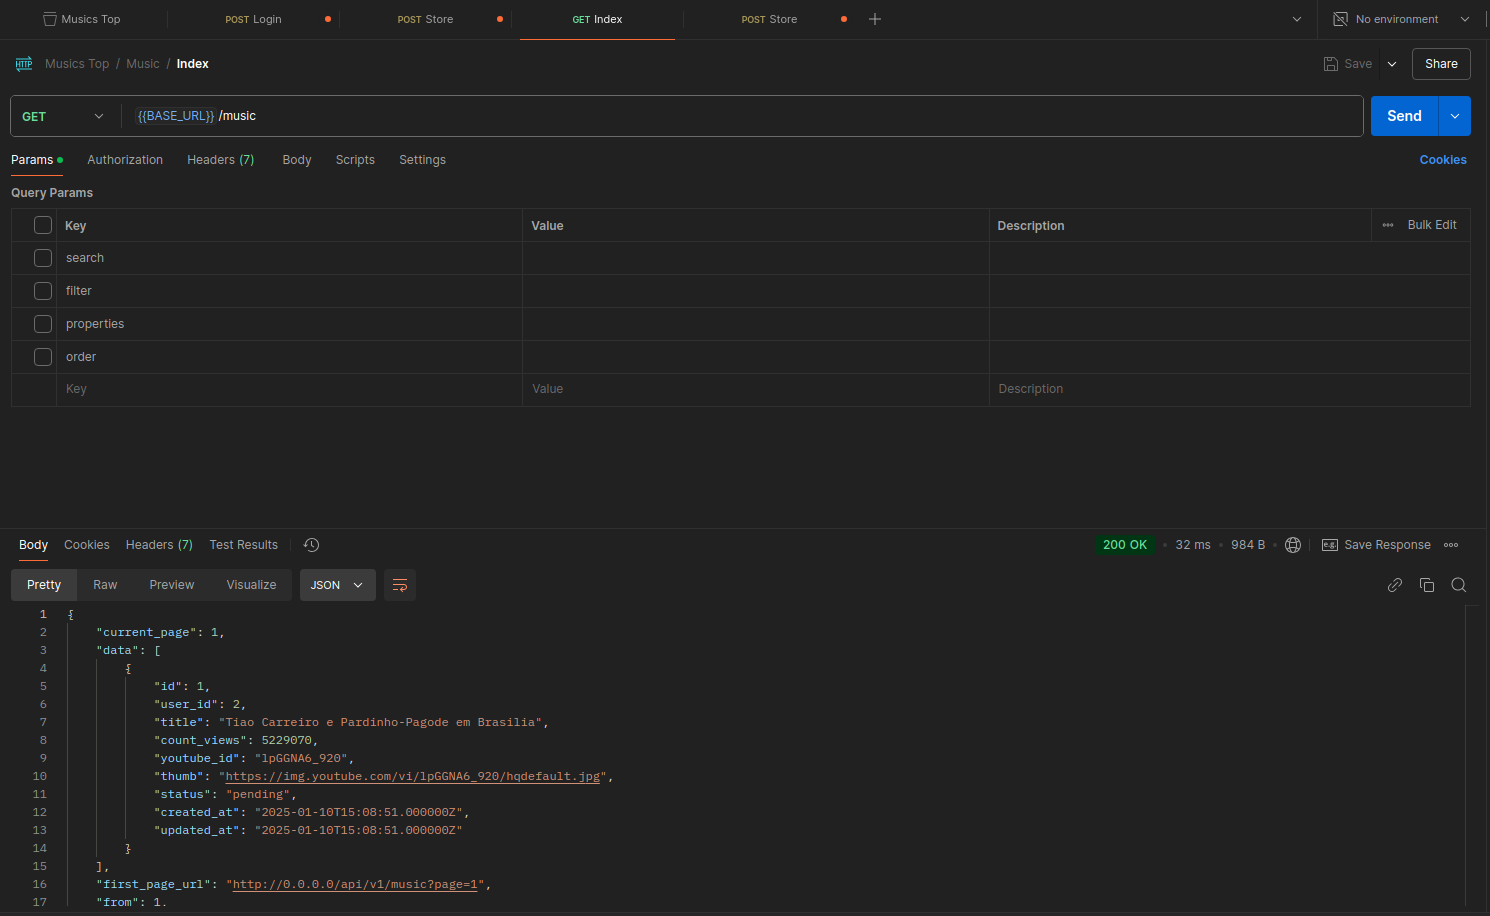 Musics Top
POST Login
POST Store
GET Index
POST Store
No environment
HTTP Musics Top / Music / Index
Save
Share
GET
{{BASE_URL}} /music
Send
Params
Authorization
Headers (7)
Body
Scripts
Settings
Cookies
Query Params
Key Value Description Bulk Edit
search
filter
properties
order
Key Value Description
Body
Cookies
Headers (7)
Test Results
200 OK • 32 ms • 984 B •
e.g. Save Response
Pretty
Raw
Preview
Visualize
JSON
1 {
2 "current_page": 1,
3 "data": [
4 {
5 "id": 1,
6 "user_id": 2,
7 "title": "Tiao Carreiro e Pardinho-Pagode em Brasilia",
8 "count_views": 5229070,
9 "youtube_id": "lpGGNA6_920",
10 "thumb": "https://img.youtube.com/vi/lpGGNA6_920/hqdefault.jpg",
11 "status": "pending",
12 "created_at": "2025-01-10T15:08:51.000000Z",
13 "updated_at": "2025-01-10T15:08:51.000000Z"
14 }
15 ],
16 "first_page_url": "http://0.0.0.0/api/v1/music?page=1",
17 "from": 1,